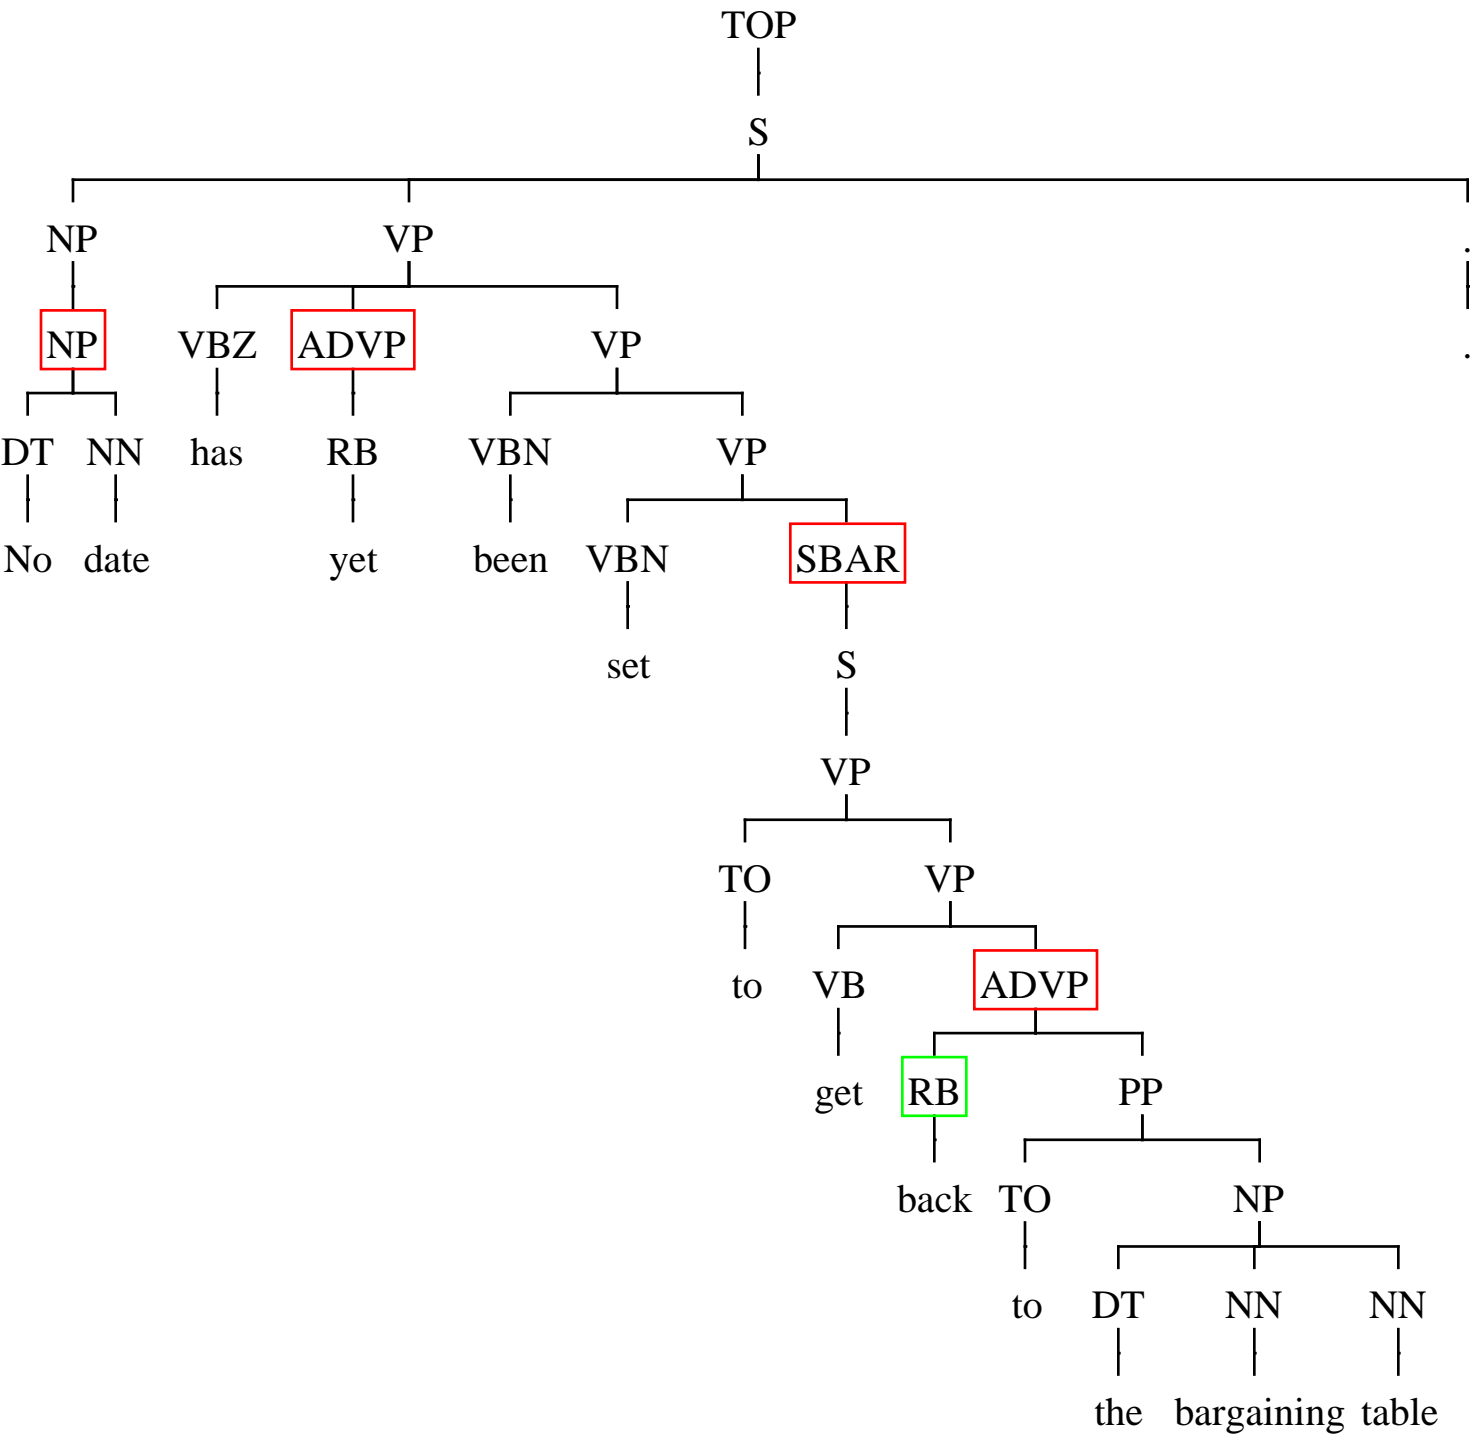 TOP
S
NP VP .
NP VBZ ADVP VP .
DT NN has RB VBN VP
No date yet been VBN SBAR
set S
VP
TO VP
to VB ADVP
get RB PP
back TO NP
to DT NN NN
the bargaining table